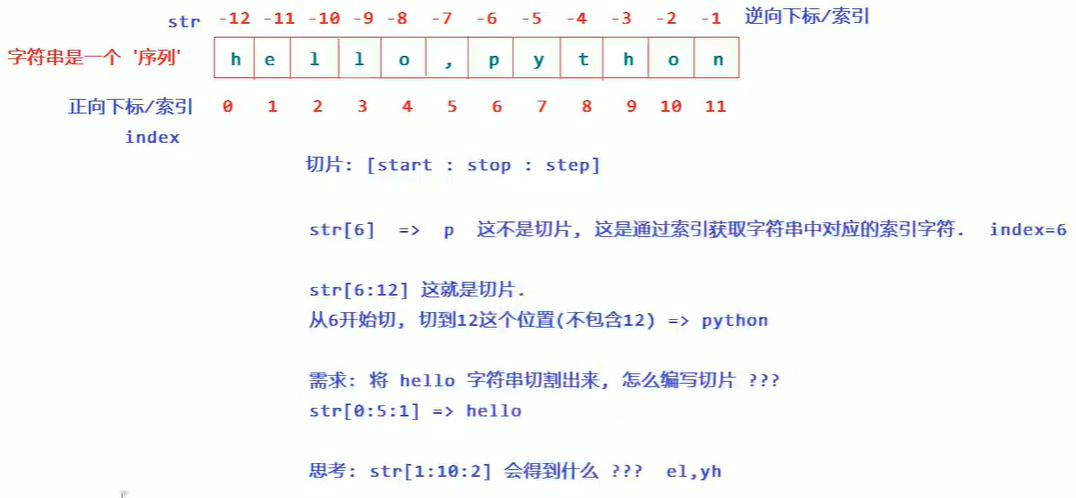 str -12 -11 -10 -9 -8 -7 -6 -5 -4 -3 -2 -1 逆向下标/索引
字符串是一个 '序列' h e l l o , p y t h o n
正向下标/索引 0 1 2 3 4 5 6 7 8 9 10 11
index
切片: [start : stop : step]
str[6] => p 这不是切片, 这是通过索引获取字符串中对应的索引字符. index=6
str[6:12] 这就是切片.
从6开始切, 切到12这个位置(不包含12) => python
需求: 将 hello 字符串切割出来, 怎么编写切片 ???
str[0:5:1] => hello
思考: str[1:10:2] 会得到什么 ??? el,yh